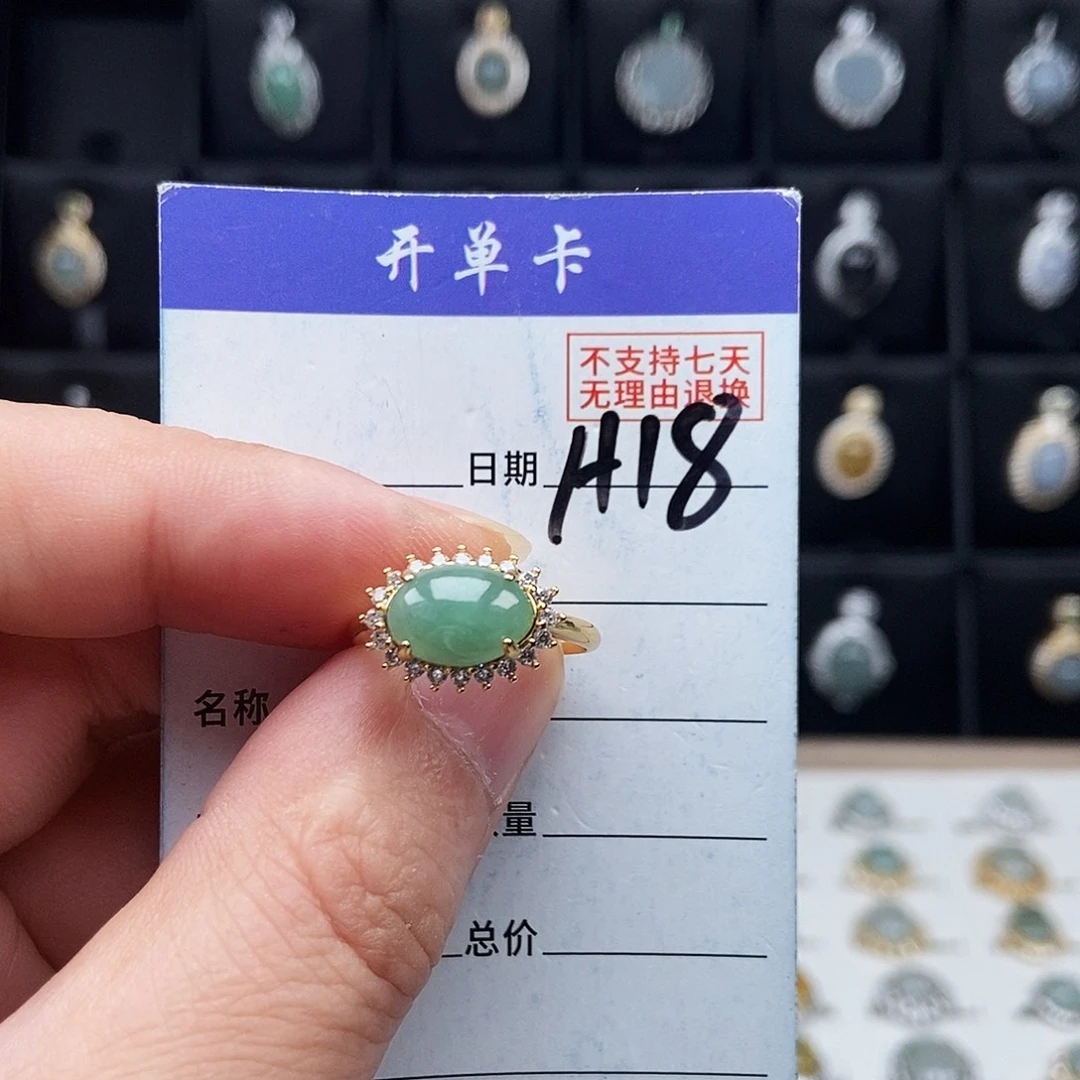 开单卡
不支持七天
无理由退换
日期 H18
名称
量
总价